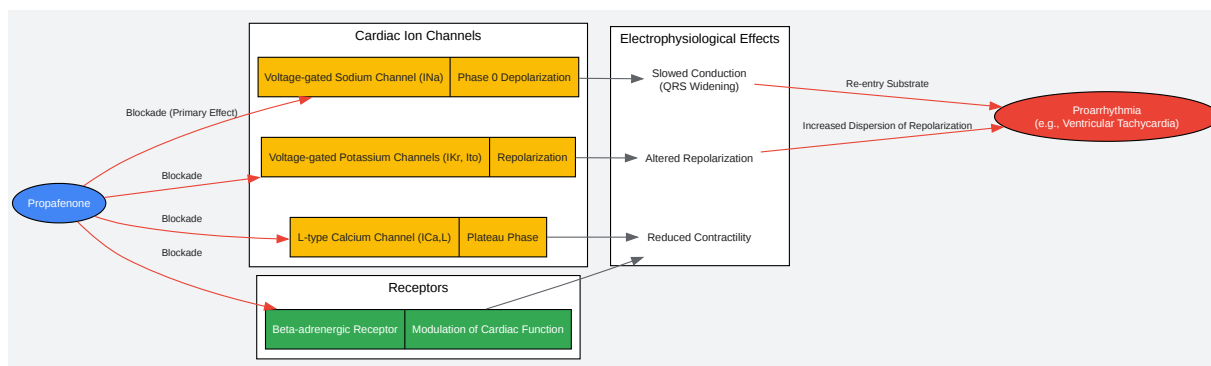 Cardiac Ion Channels
Electrophysiological Effects
Voltage-gated Sodium Channel (INa)
Phase 0 Depolarization
Slowed Conduction
(QRS Widening)
Re-entry Substrate
Proarrhythmia
(e.g., Ventricular Tachycardia)
Blockade (Primary Effect)
Increased Dispersion of Repolarization
Voltage-gated Potassium Channels (IKr, Ito)
Repolarization
Altered Repolarization
Blockade
Propafenone
Blockade
L-type Calcium Channel (ICa,L)
Plateau Phase
Reduced Contractility
Blockade
Receptors
Beta-adrenergic Receptor
Modulation of Cardiac Function